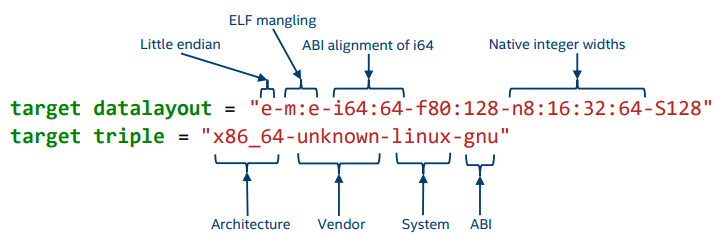 ELF mangling
Little endian
ABI alignment of i64
Native integer widths
target datalayout = "e-m:e-i64:64-f80:128-n8:16:32:64-S128"
target triple = "x86_64-unknown-linux-gnu"
Architecture
Vendor
System
ABI